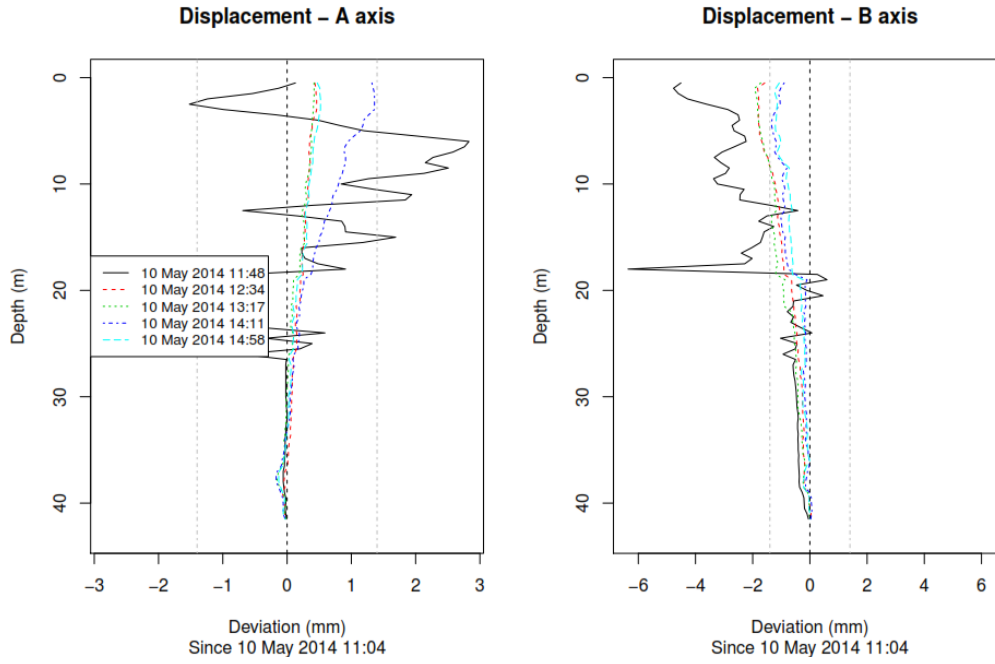 Displacement − A axis
0
10
20
30
40
Depth (m)
10 May 2014 11:48
10 May 2014 12:34
10 May 2014 13:17
10 May 2014 14:11
10 May 2014 14:58
−3 −2 −1 0 1 2 3
Deviation (mm)
Since 10 May 2014 11:04
Displacement − B axis
0
10
20
30
40
Depth (m)
−6 −4 −2 0 2 4 6
Deviation (mm)
Since 10 May 2014 11:04